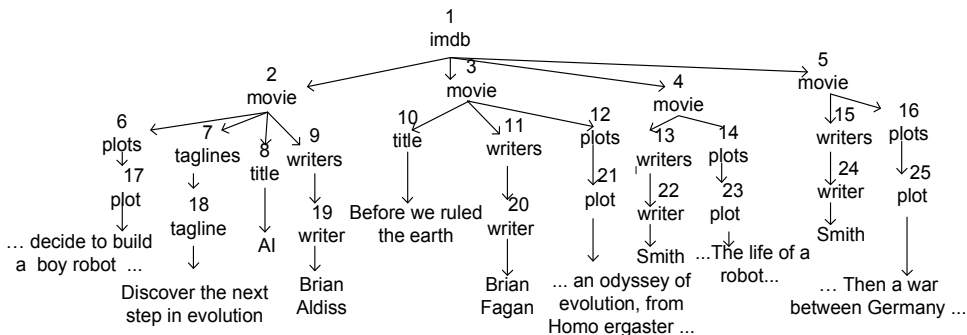 1
imdb
2
movie
3
movie
4
movie
5
movie
6
plots
7
taglines
8
title
9
writers
10
title
11
writers
12
plots
13
writers
14
plots
15
writers
16
plots
17
plot
18
tagline
AI
19
writer
Before we ruled
the earth
20
writer
21
plot
22
writer
23
plot
24
writer
25
plot
... decide to build
a boy robot ...
Discover the next
step in evolution
Brian
Aldiss
Brian
Fagan
... an odyssey of
evolution, from
Homo ergaster ...
Smith
...The life of a
robot...
Smith
... Then a war
between Germany ...